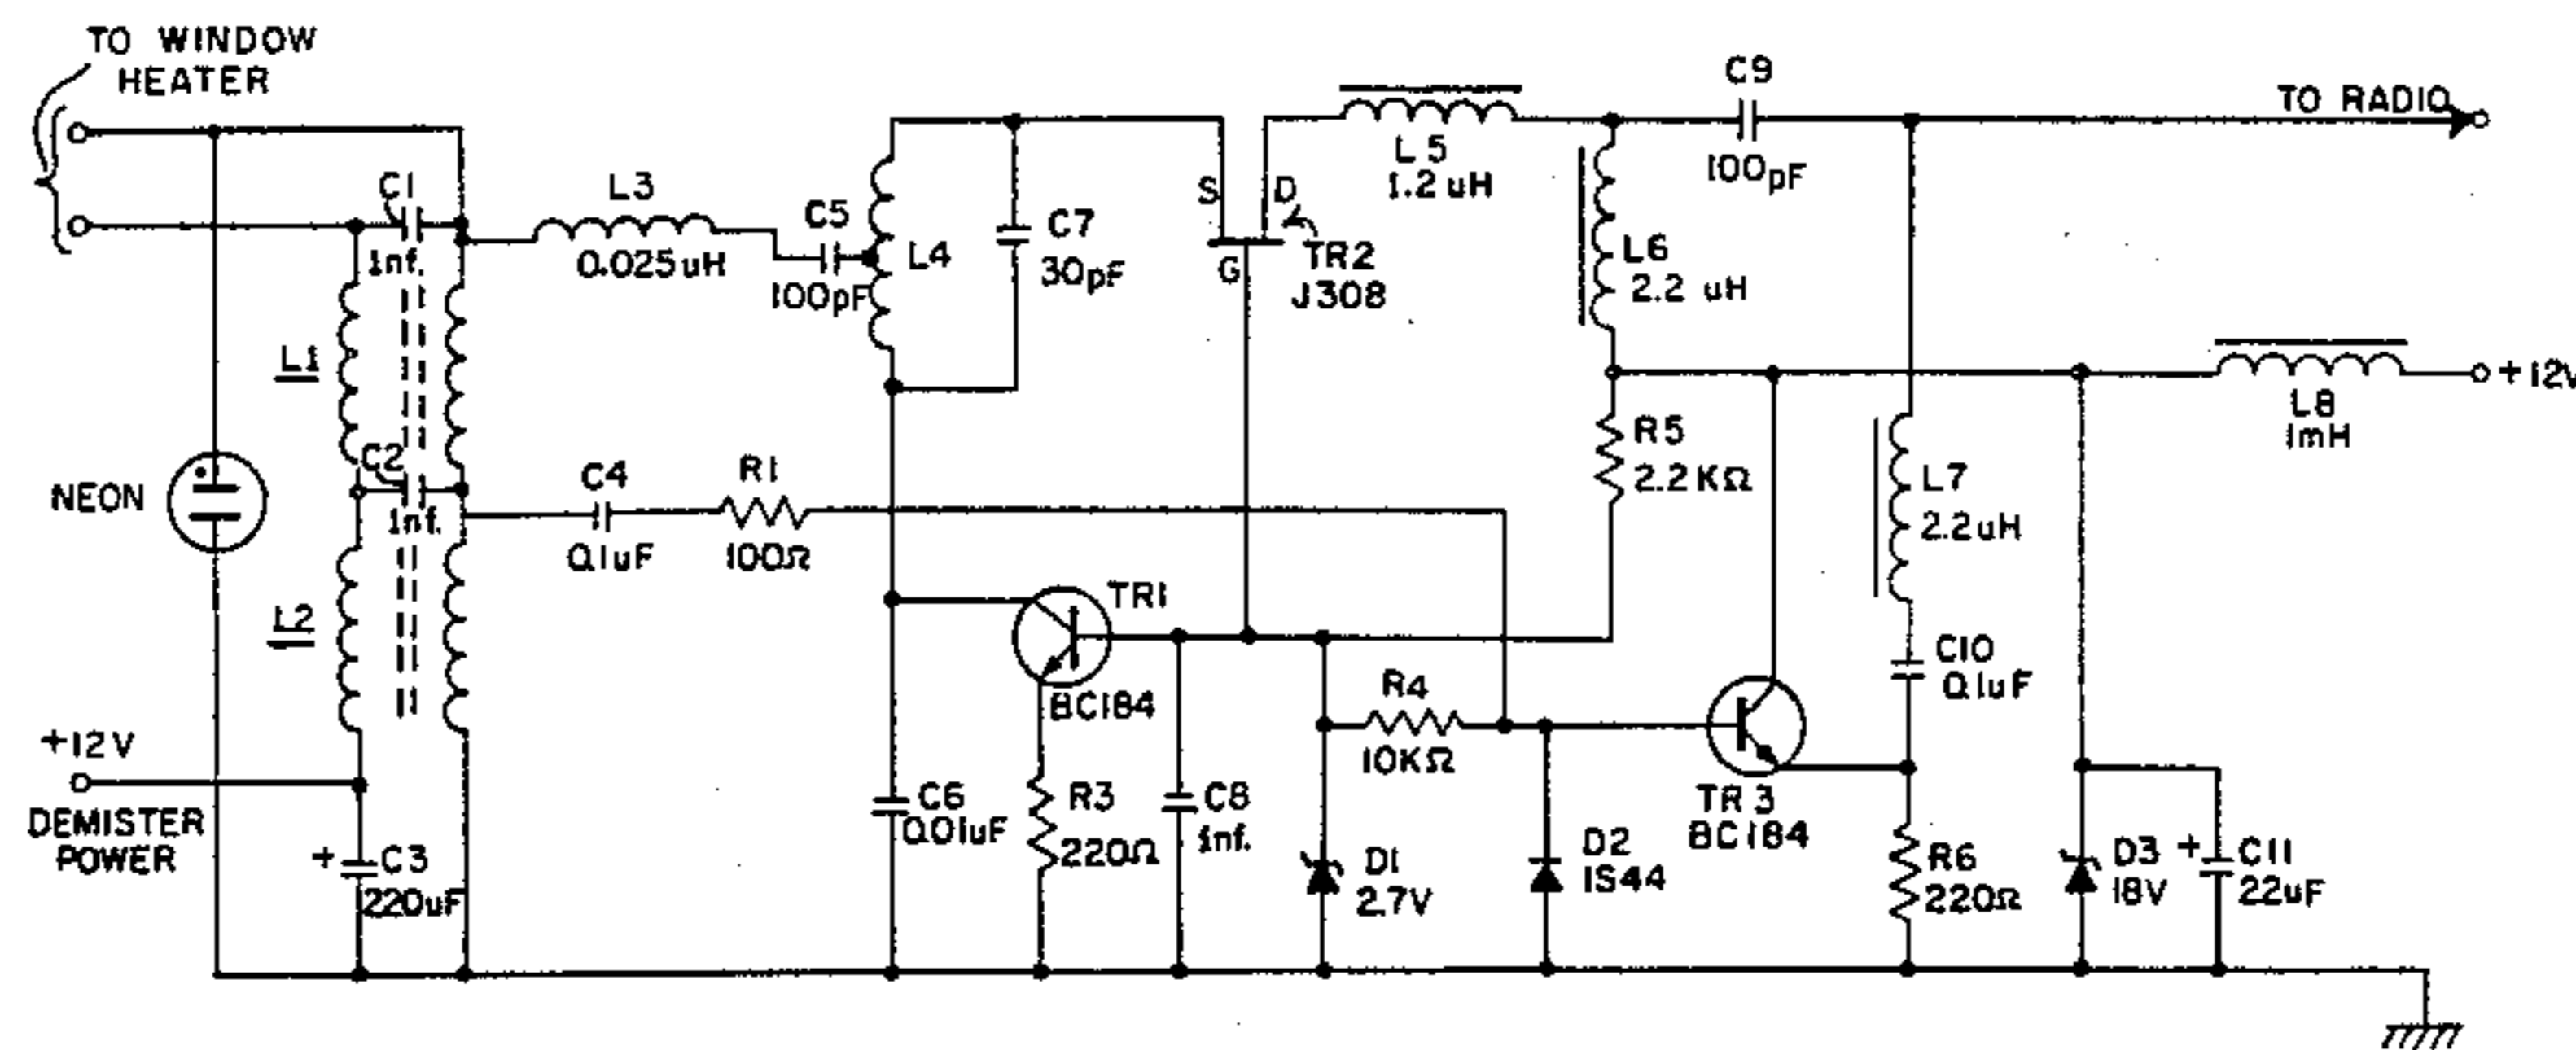 TO WINDOW
HEATER
C1
1nf.
L3
0.025uH
C5
100pF
L4
C7
30pF
S
D
G
TR2
J308
L5
1.2uH
C9
100pF
TO RADIO
L6
2.2 uH
+12V
L8
1mH
L1
C2
1nf.
NEON
C4
0.1uF
R1
100Ω
R5
2.2KΩ
L7
2.2uH
L2
TR1
BC184
R4
10KΩ
C10
0.1uF
+12V
DEMISTER
POWER
+
C3
220uF
C6
0.01uF
R3
220Ω
C8
1nf.
D1
2.7V
D2
1S44
TR3
BC184
R6
220Ω
D3
18V
+
C11
22uF